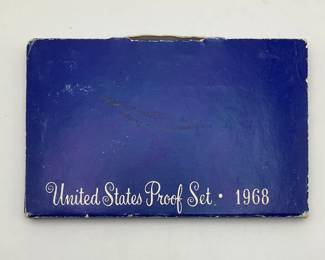 United States Proof Set • 1968